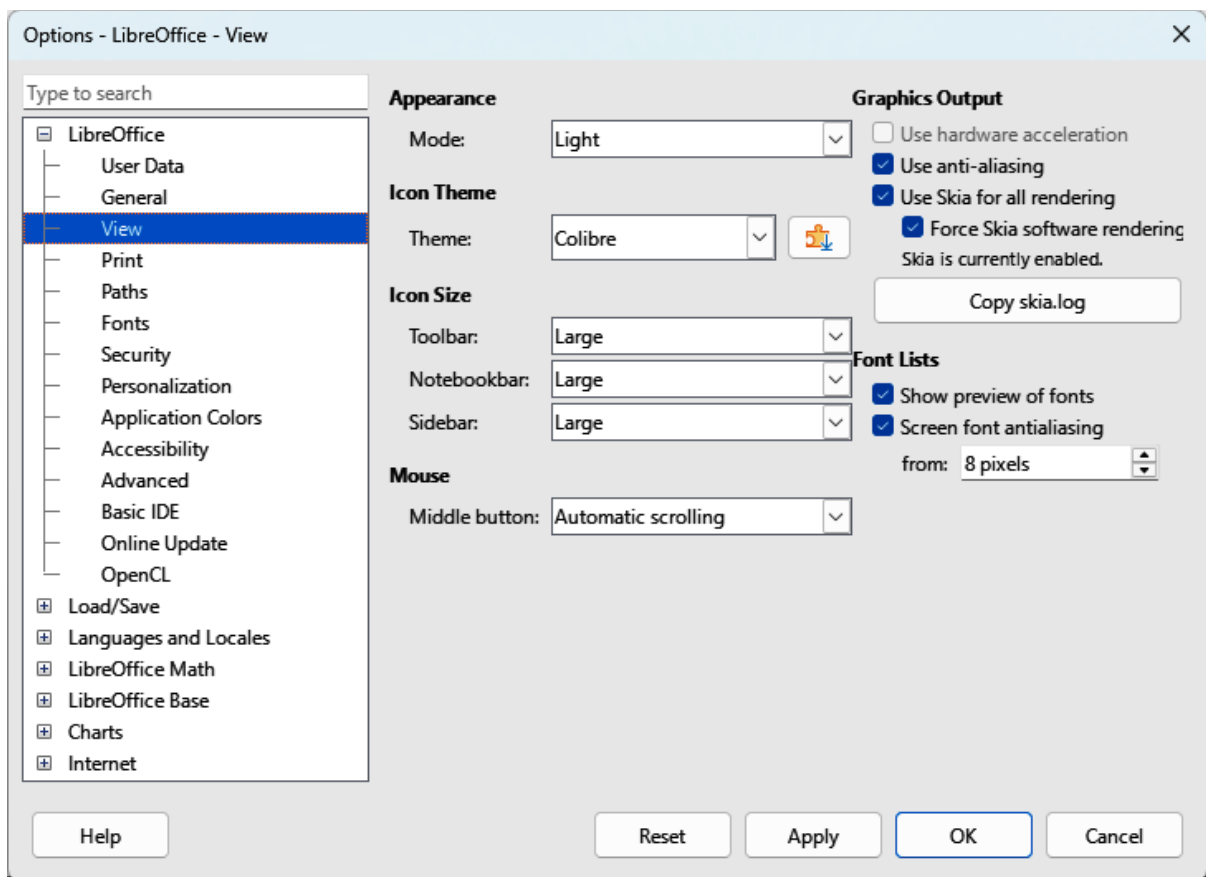 Options - LibreOffice - View
Type to search
LibreOffice
User Data
General
View
Print
Paths
Fonts
Security
Personalization
Application Colors
Accessibility
Advanced
Basic IDE
Online Update
OpenCL
Load/Save
Languages and Locales
LibreOffice Math
LibreOffice Base
Charts
Internet
Appearance
Mode: Light
Icon Theme
Theme: Colibre
Icon Size
Toolbar: Large
Notebookbar: Large
Sidebar: Large
Mouse
Middle button: Automatic scrolling
Graphics Output
Use hardware acceleration
Use anti-aliasing
Use Skia for all rendering
Force Skia software rendering
Skia is currently enabled.
Copy skia.log
Font Lists
Show preview of fonts
Screen font antialiasing
from: 8 pixels
Help
Reset
Apply
OK
Cancel